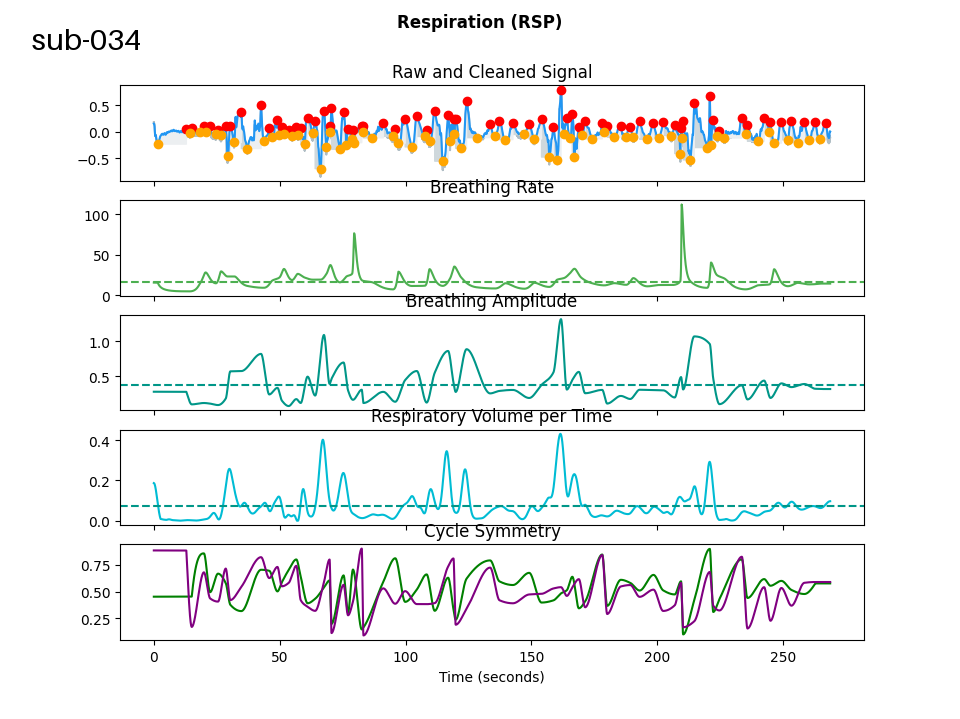 Respiration (RSP)
sub-034
Raw and Cleaned Signal
0.5
0.0
−0.5
Breathing Rate
100
50
0
Breathing Amplitude
1.0
0.5
Respiratory Volume per Time
0.4
0.2
0.0
Cycle Symmetry
0.75
0.50
0.25
0 50 100 150 200 250
Time (seconds)